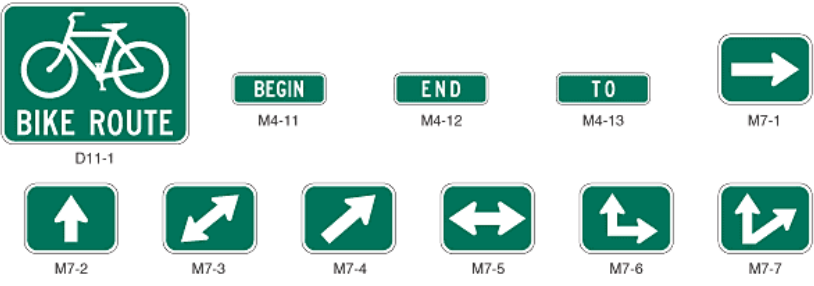 BIKE ROUTE
D11-1
BEGIN
M4-11
END
M4-12
TO
M4-13
M7-1
M7-2
M7-3
M7-4
M7-5
M7-6
M7-7